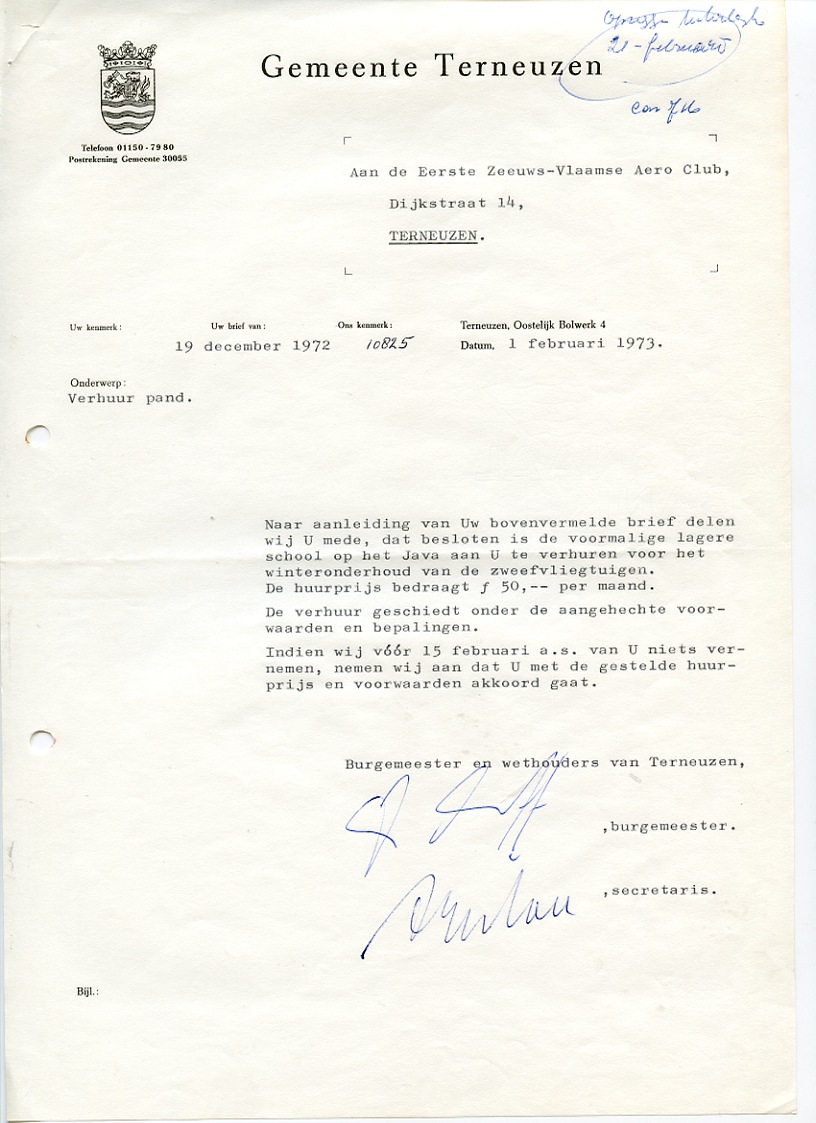 21 - februari
Gemeente Terneuzen
Telefoon 01150 - 7980
Postrekening Gemeente 30055
Aan de Eerste Zeeuws-Vlaamse Aero Club,
Dijkstraat 14,
TERNEUZEN.
Uw kenmerk :
Uw brief van :
Ons kenmerk :
Terneuzen, Oostelijk Bolwerk 4
19 december 1972
10825
Datum, 1 februari 1973.
Onderwerp :
Verhuur pand.
Naar aanleiding van Uw bovenvermelde brief delen
wij U mede, dat besloten is de voormalige lagere
school op het Java aan U te verhuren voor het
winteronderhoud van de zweefvliegtuigen.
De huurprijs bedraagt ƒ 50,-- per maand.
De verhuur geschiedt onder de aangehechte voor-
waarden en bepalingen.
Indien wij vóór 15 februari a.s. van U niets ver-
nemen, nemen wij aan dat U met de gestelde huur-
prijs en voorwaarden akkoord gaat.
Burgemeester en wethouders van Terneuzen,
,burgemeester.
,secretaris.
Bijl.: